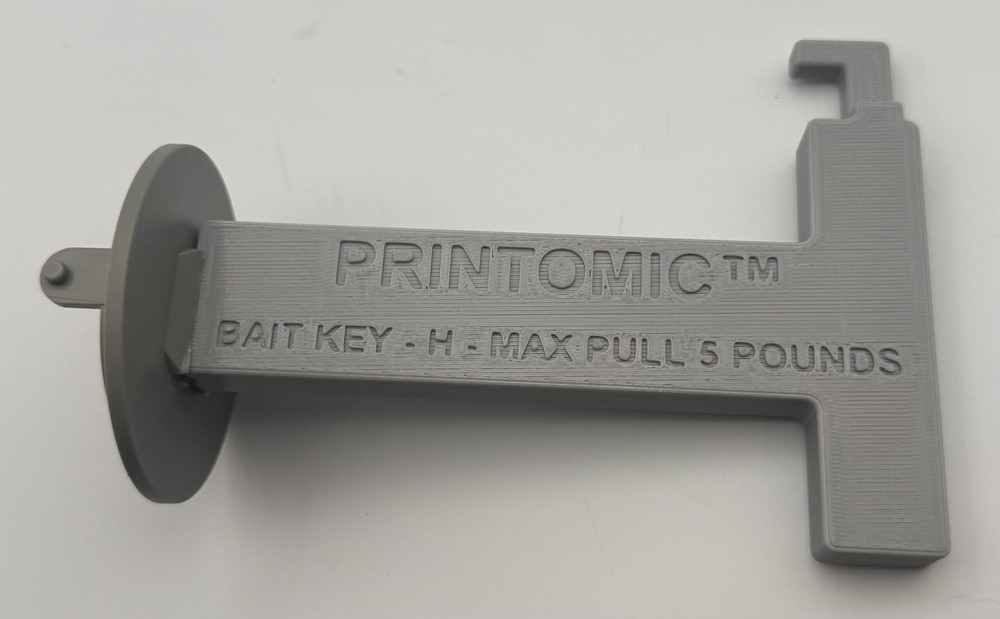 PRINTOMIC™
BAIT KEY - H - MAX PULL 5 POUNDS